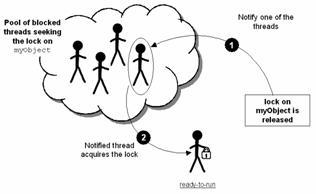 Pool of blocked
threads seeking
the lock on
myObject
Notify one of the
threads
1
lock on
myObject is
released
2
Notified thread
acquires the lock
ready-to-run